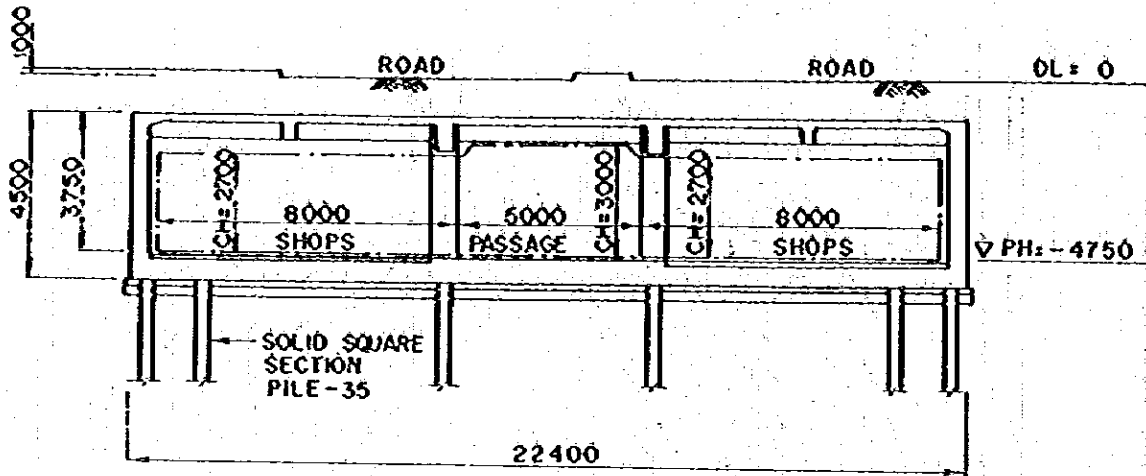 1000
ROAD
ROAD
DL= 0
4500
3750
CH=2700
8000
SHOPS
5000
PASSAGE
CH=3000
CH=2700
8000
SHOPS
PH=-4750
SOLID SQUARE
SECTION
PILE-35
22400